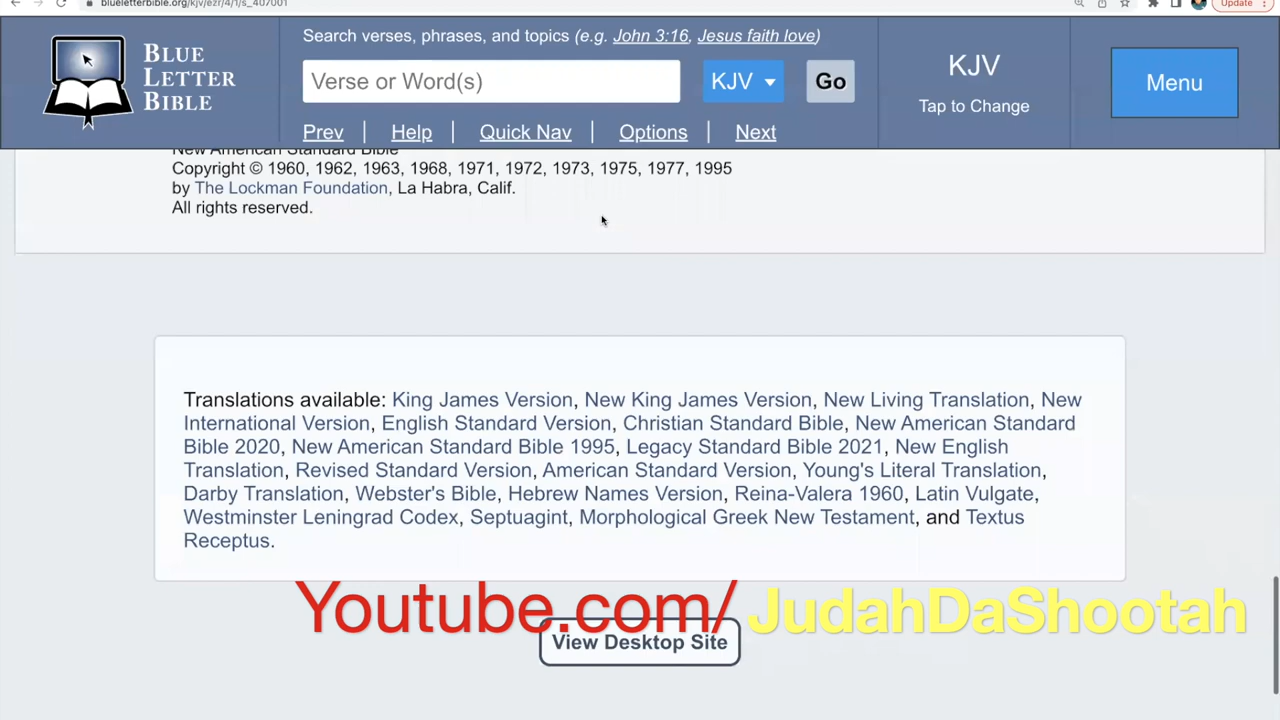 blueletterbible.org/kjv/ezr/4/1/s_407001
Update
BLUE
LETTER
BIBLE
Search verses, phrases, and topics (e.g. John 3:16, Jesus faith love)
Verse or Word(s)
KJV
Go
Prev | Help | Quick Nav | Options | Next
KJV
Tap to Change
Menu
New American Standard Bible
Copyright © 1960, 1962, 1963, 1968, 1971, 1972, 1973, 1975, 1977, 1995
by The Lockman Foundation, La Habra, Calif.
All rights reserved.
Translations available: King James Version, New King James Version, New Living Translation, New
International Version, English Standard Version, Christian Standard Bible, New American Standard
Bible 2020, New American Standard Bible 1995, Legacy Standard Bible 2021, New English
Translation, Revised Standard Version, American Standard Version, Young's Literal Translation,
Darby Translation, Webster's Bible, Hebrew Names Version, Reina-Valera 1960, Latin Vulgate,
Westminster Leningrad Codex, Septuagint, Morphological Greek New Testament, and Textus
Receptus.
Youtube.com/ JudahDaShootah
View Desktop Site